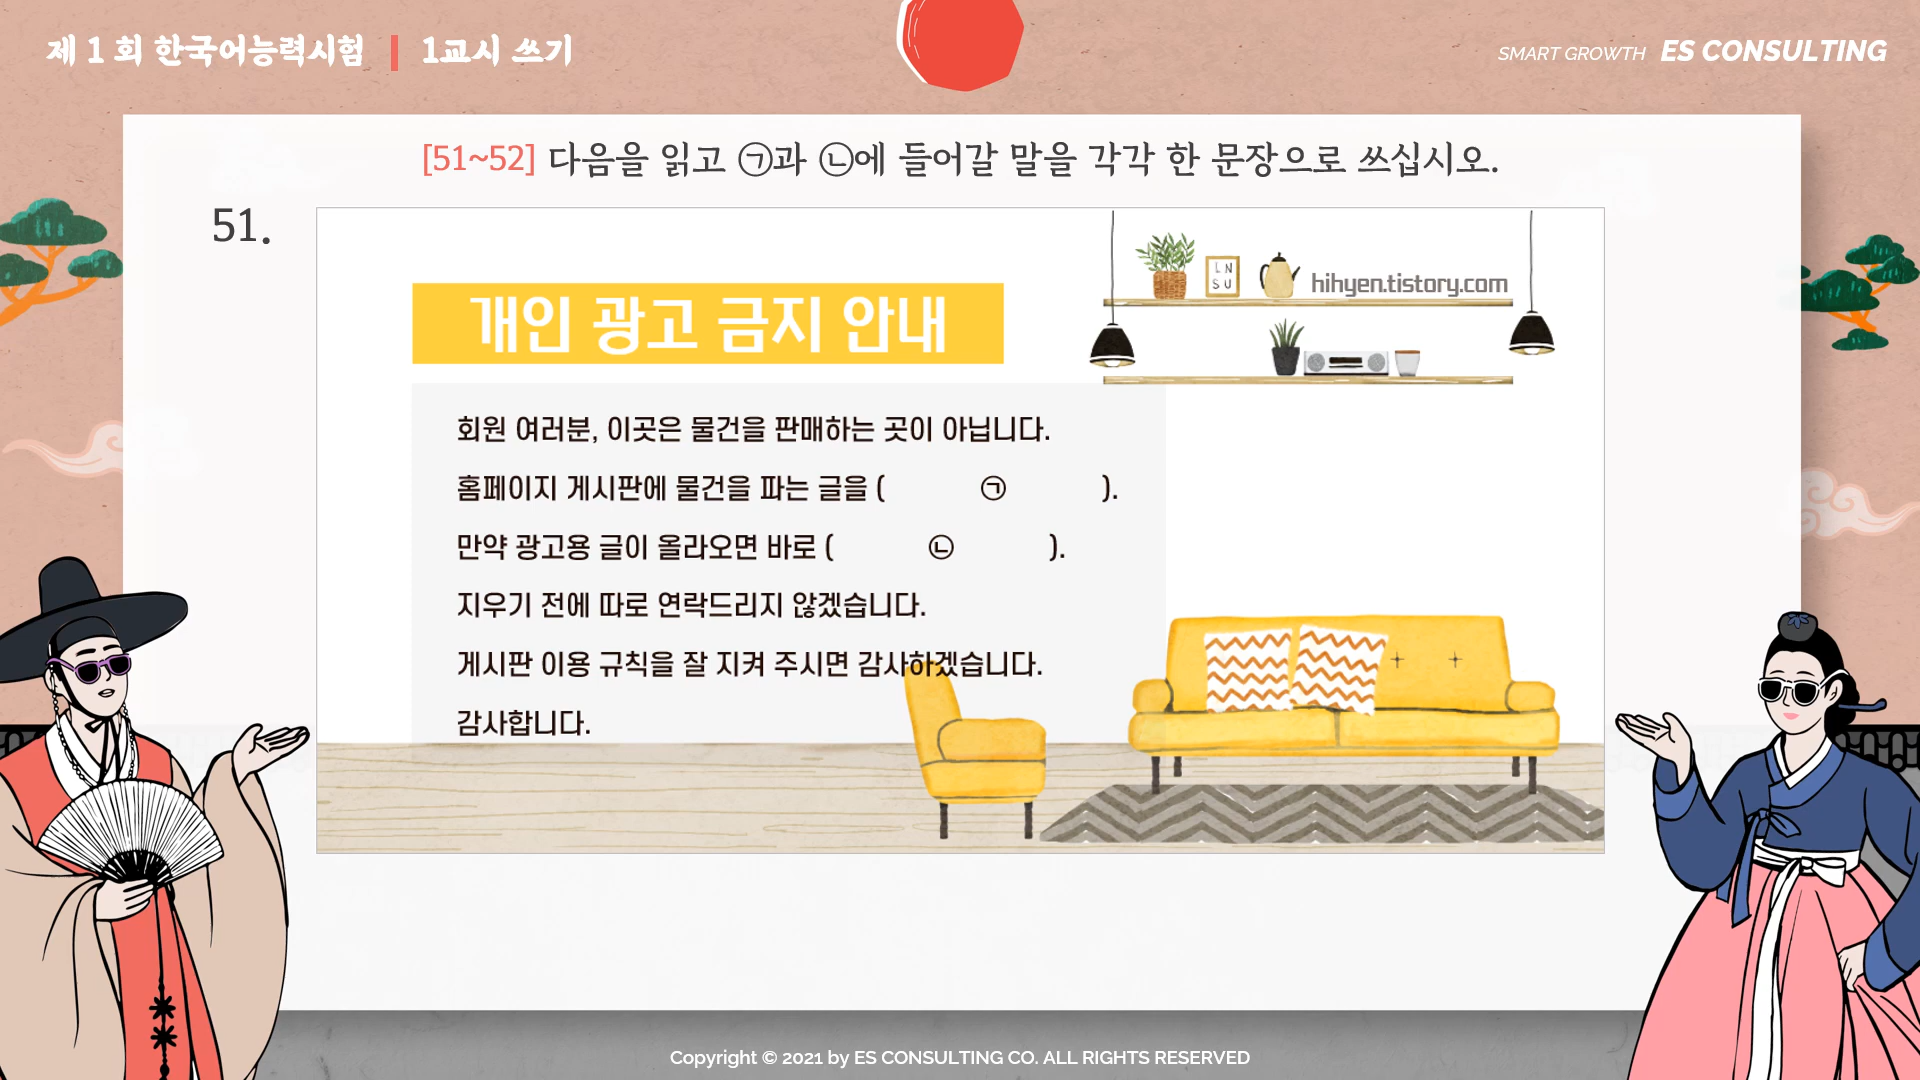 제 1 회 한국어능력시험 | 1교시 쓰기
SMART GROWTH ES CONSULTING
[51~52] 다음을 읽고 ㉠과 ㉡에 들어갈 말을 각각 한 문장으로 쓰십시오.
51.
LN
SU
hihyen.tistory.com
개인 광고 금지 안내
회원 여러분, 이곳은 물건을 판매하는 곳이 아닙니다.
홈페이지 게시판에 물건을 파는 글을 ( ㉠ ).
만약 광고용 글이 올라오면 바로 ( ㉡ ).
지우기 전에 따로 연락드리지 않겠습니다.
게시판 이용 규칙을 잘 지켜 주시면 감사하겠습니다.
감사합니다.
Copyright © 2021 by ES CONSULTING CO. ALL RIGHTS RESERVED